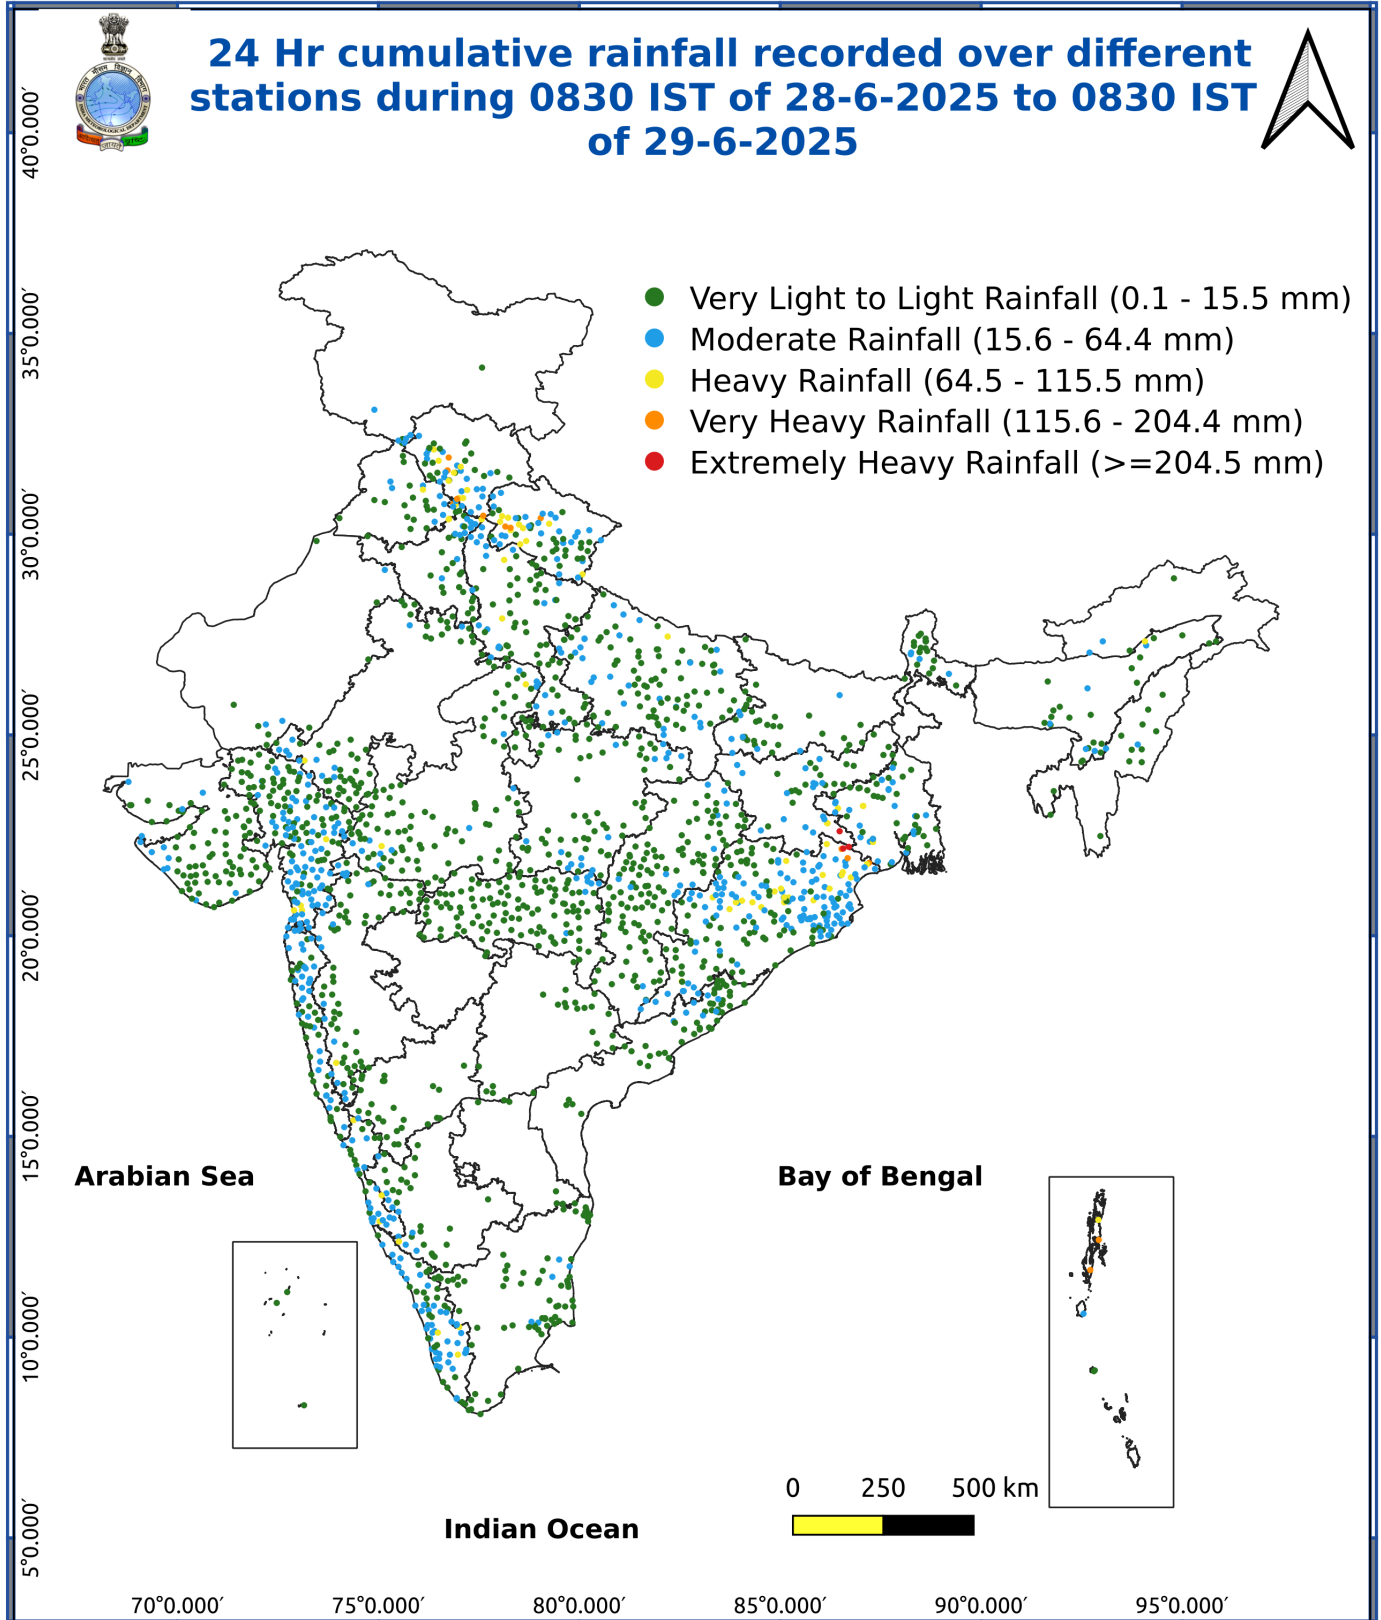 24 Hr cumulative rainfall recorded over different
stations during 0830 IST of 28-6-2025 to 0830 IST
of 29-6-2025
Very Light to Light Rainfall (0.1 - 15.5 mm)
Moderate Rainfall (15.6 - 64.4 mm)
Heavy Rainfall (64.5 - 115.5 mm)
Very Heavy Rainfall (115.6 - 204.4 mm)
Extremely Heavy Rainfall (>=204.5 mm)
40°0.000′
35°0.000′
30°0.000′
25°0.000′
20°0.000′
15°0.000′
10°0.000′
5°0.000′
Arabian Sea
Bay of Bengal
Indian Ocean
0 250 500 km
70°0.000′ 75°0.000′ 80°0.000′ 85°0.000′ 90°0.000′ 95°0.000′